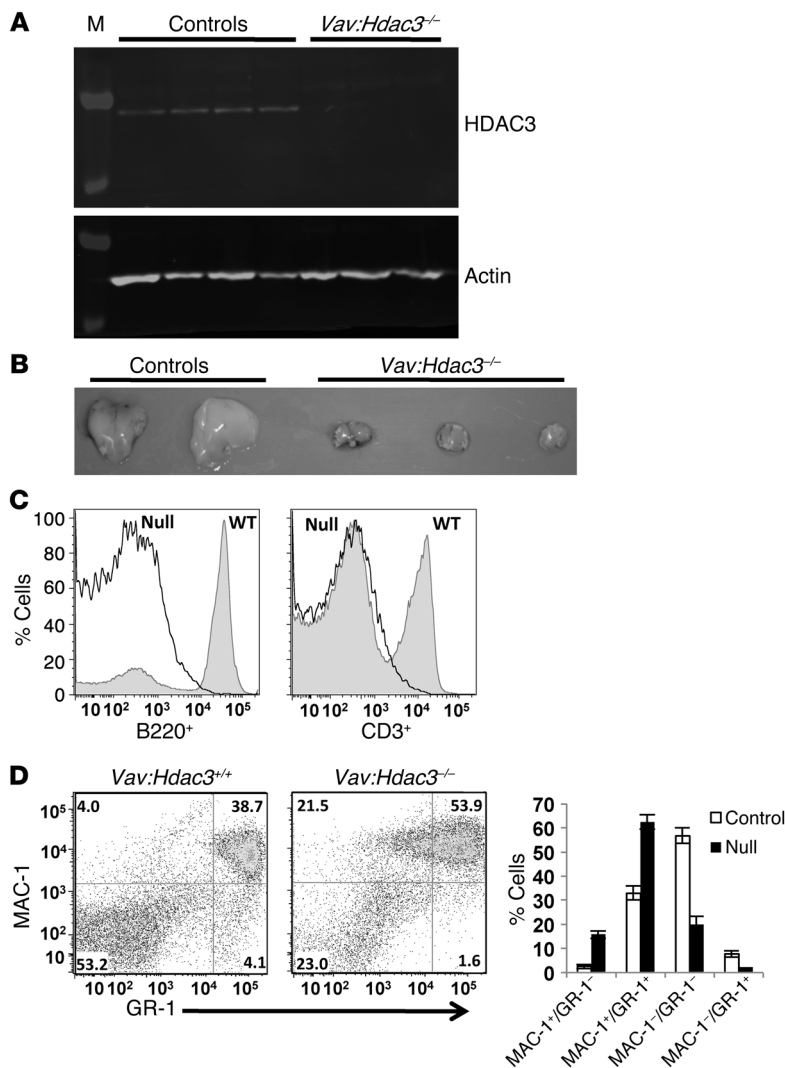 A
M Controls Vav:Hdac3–/–
HDAC3
Actin
B
Controls Vav:Hdac3–/–
C
% Cells
100
80
60
40
20
0
Null WT
10 10² 10³ 10⁴ 10⁵
B220⁺
Null WT
10 10² 10³ 10⁴ 10⁵
CD3⁺
D
Vav:Hdac3+/+
MAC-1
10⁵
10⁴
10³
10²
10
4.0 38.7
53.2 4.1
10 10² 10³ 10⁴ 10⁵
Vav:Hdac3–/–
21.5 53.9
23.0 1.6
10 10² 10³ 10⁴ 10⁵
GR-1
% Cells
70
60
50
40
30
20
10
0
Control
Null
MAC-1⁺/GR-1⁻
MAC-1⁺/GR-1⁺
MAC-1⁻/GR-1⁻
MAC-1⁻/GR-1⁺